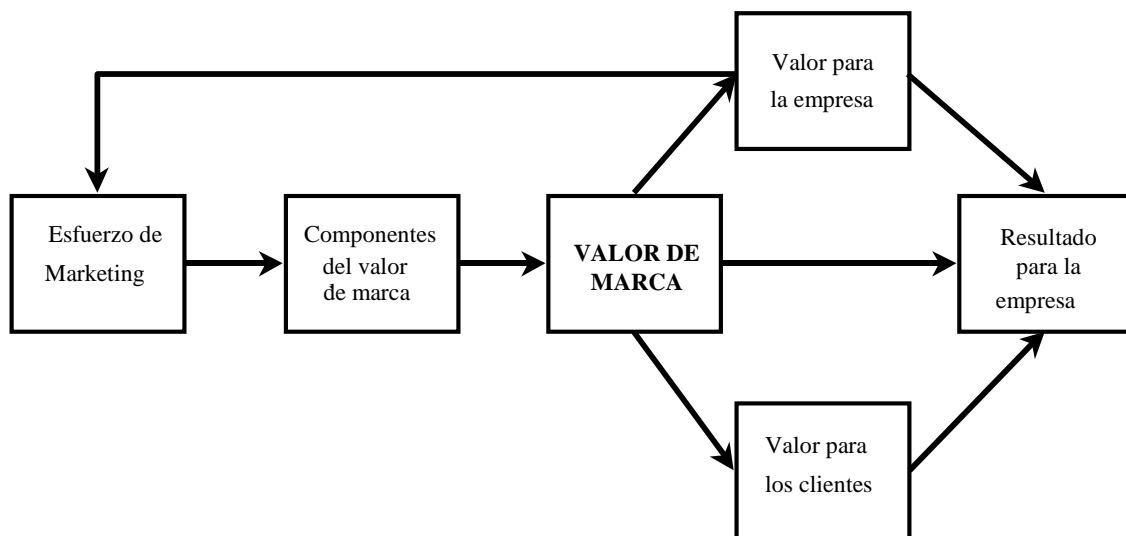 Valor para
la empresa
Esfuerzo de
Marketing
Componentes
del valor
de marca
VALOR DE
MARCA
Resultado
para la
empresa
Valor para
los clientes